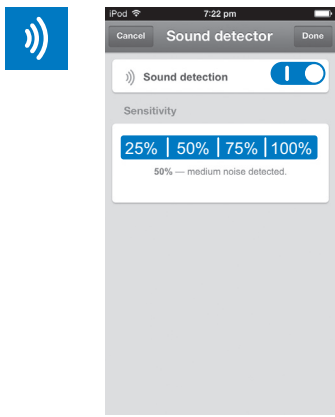 iPod 7:22 pm
Cancel Sound detector Done
Sound detection
Sensitivity
25% | 50% | 75% | 100%
50% — medium noise detected.